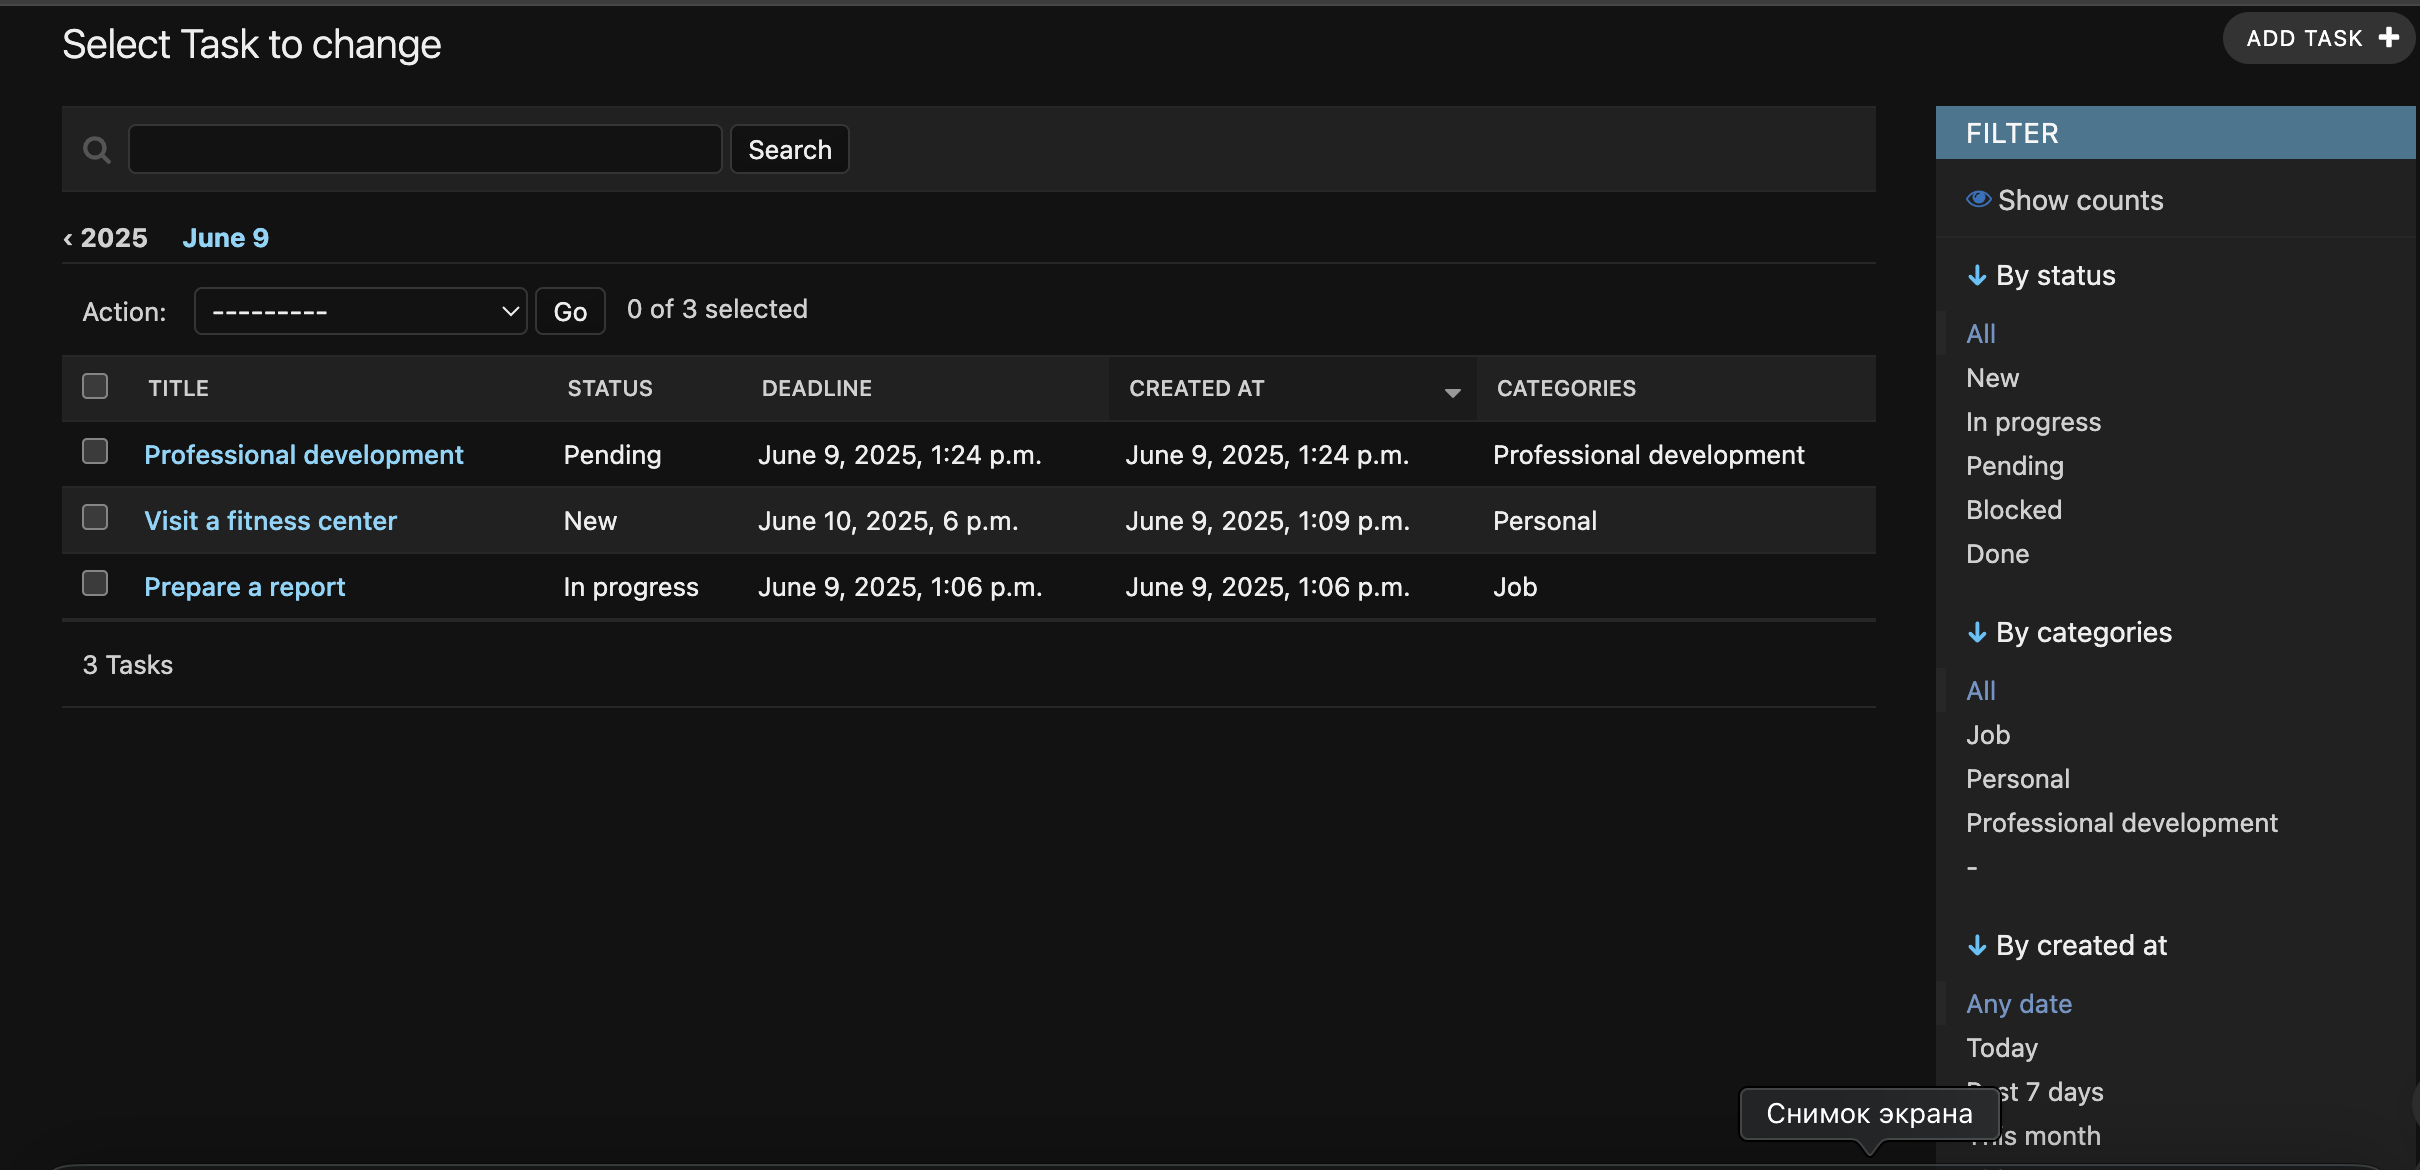 Select Task to change
ADD TASK +
Search
‹ 2025 June 9
Action: --------- Go 0 of 3 selected
TITLE STATUS DEADLINE CREATED AT CATEGORIES
Professional development Pending June 9, 2025, 1:24 p.m. June 9, 2025, 1:24 p.m. Professional development
Visit a fitness center New June 10, 2025, 6 p.m. June 9, 2025, 1:09 p.m. Personal
Prepare a report In progress June 9, 2025, 1:06 p.m. June 9, 2025, 1:06 p.m. Job
3 Tasks
FILTER
Show counts
↓ By status
All
New
In progress
Pending
Blocked
Done
↓ By categories
All
Job
Personal
Professional development
-
↓ By created at
Any date
Today
Past 7 days
This month
Снимок экрана